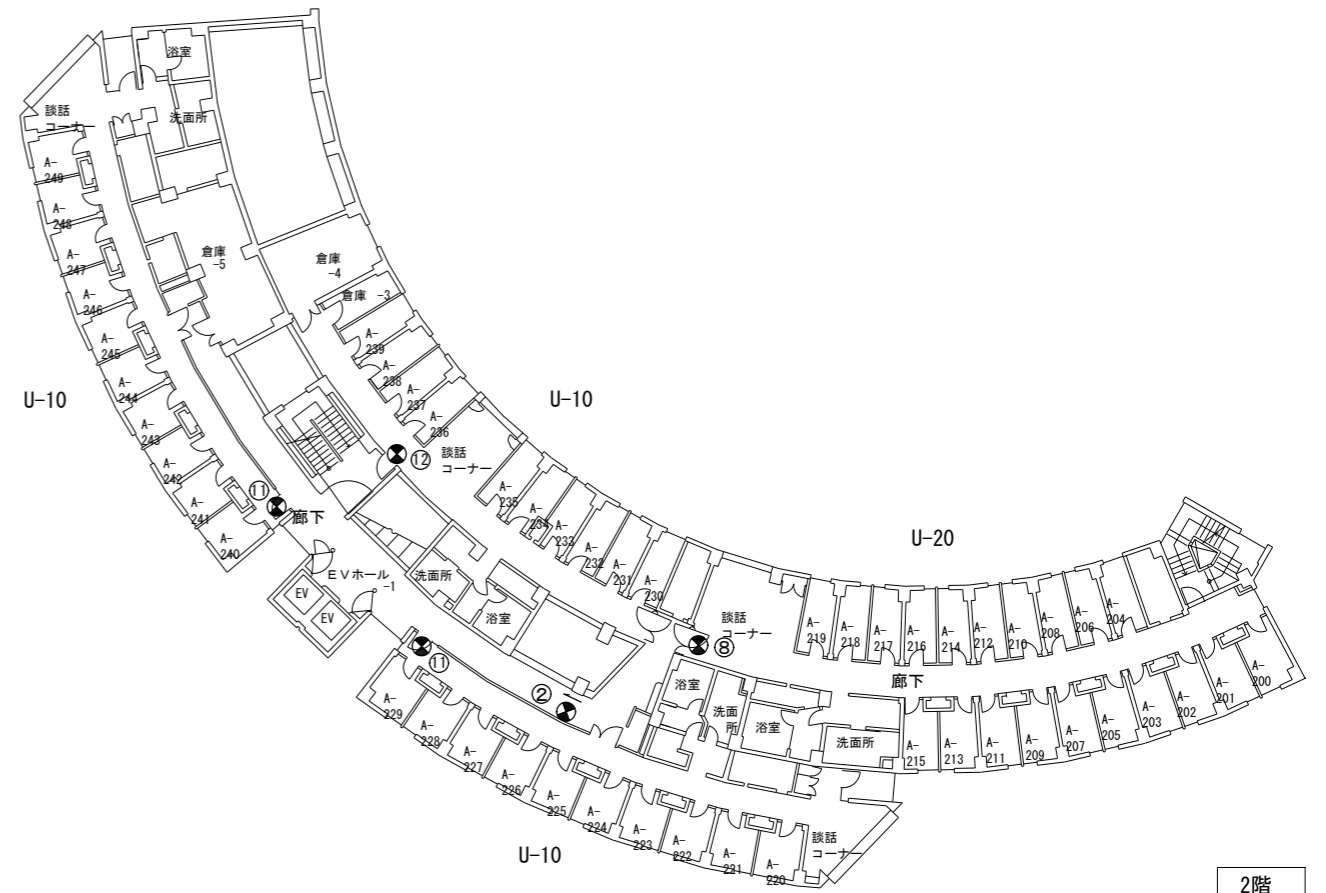 浴室
談話
コーナー
洗面所
A-
249
A-
248
A-
247
A-
246
A-
245
A-
244
A-
243
A-
242
A-
241
A-
240
倉庫
-5
倉庫
-4
倉庫 -3
A-
239
A-
238
A-
237
A-
236
U-10
U-10
⑫
談話
コーナー
⑪
廊下
A-
235
A-
234
A-
233
A-
232
A-
231
A-
230
EVホール
-1
EV
EV
洗面所
浴室
U-20
談話
コーナー
⑧
A-
219
A-
218
A-
217
A-
216
A-
214
A-
212
A-
210
A-
208
A-
206
A-
204
廊下
⑪
②
浴室
洗面
所
浴室
洗面所
A-
215
A-
213
A-
211
A-
209
A-
207
A-
205
A-
203
A-
202
A-
201
A-
200
A-
229
A-
228
A-
227
A-
226
A-
225
A-
224
A-
223
A-
222
A-
221
A-
220
談話
コーナー
U-10
2階